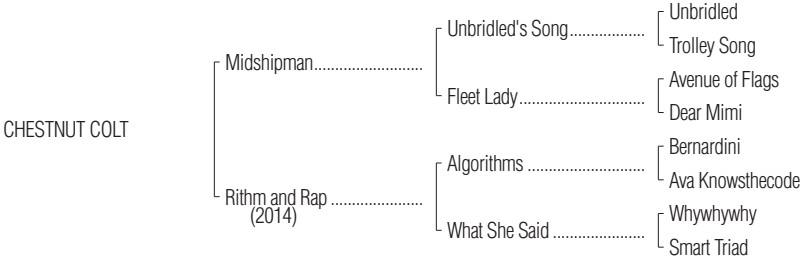 Unbridled
Unbridled's Song..................
Trolley Song
Midshipman..........................
Avenue of Flags
Fleet Lady..............................
Dear Mimi
CHESTNUT COLT
Bernardini
Algorithms ............................
Ava Knowsthecode
Rithm and Rap ......................
(2014)
Whywhywhy
What She Said ......................
Smart Triad